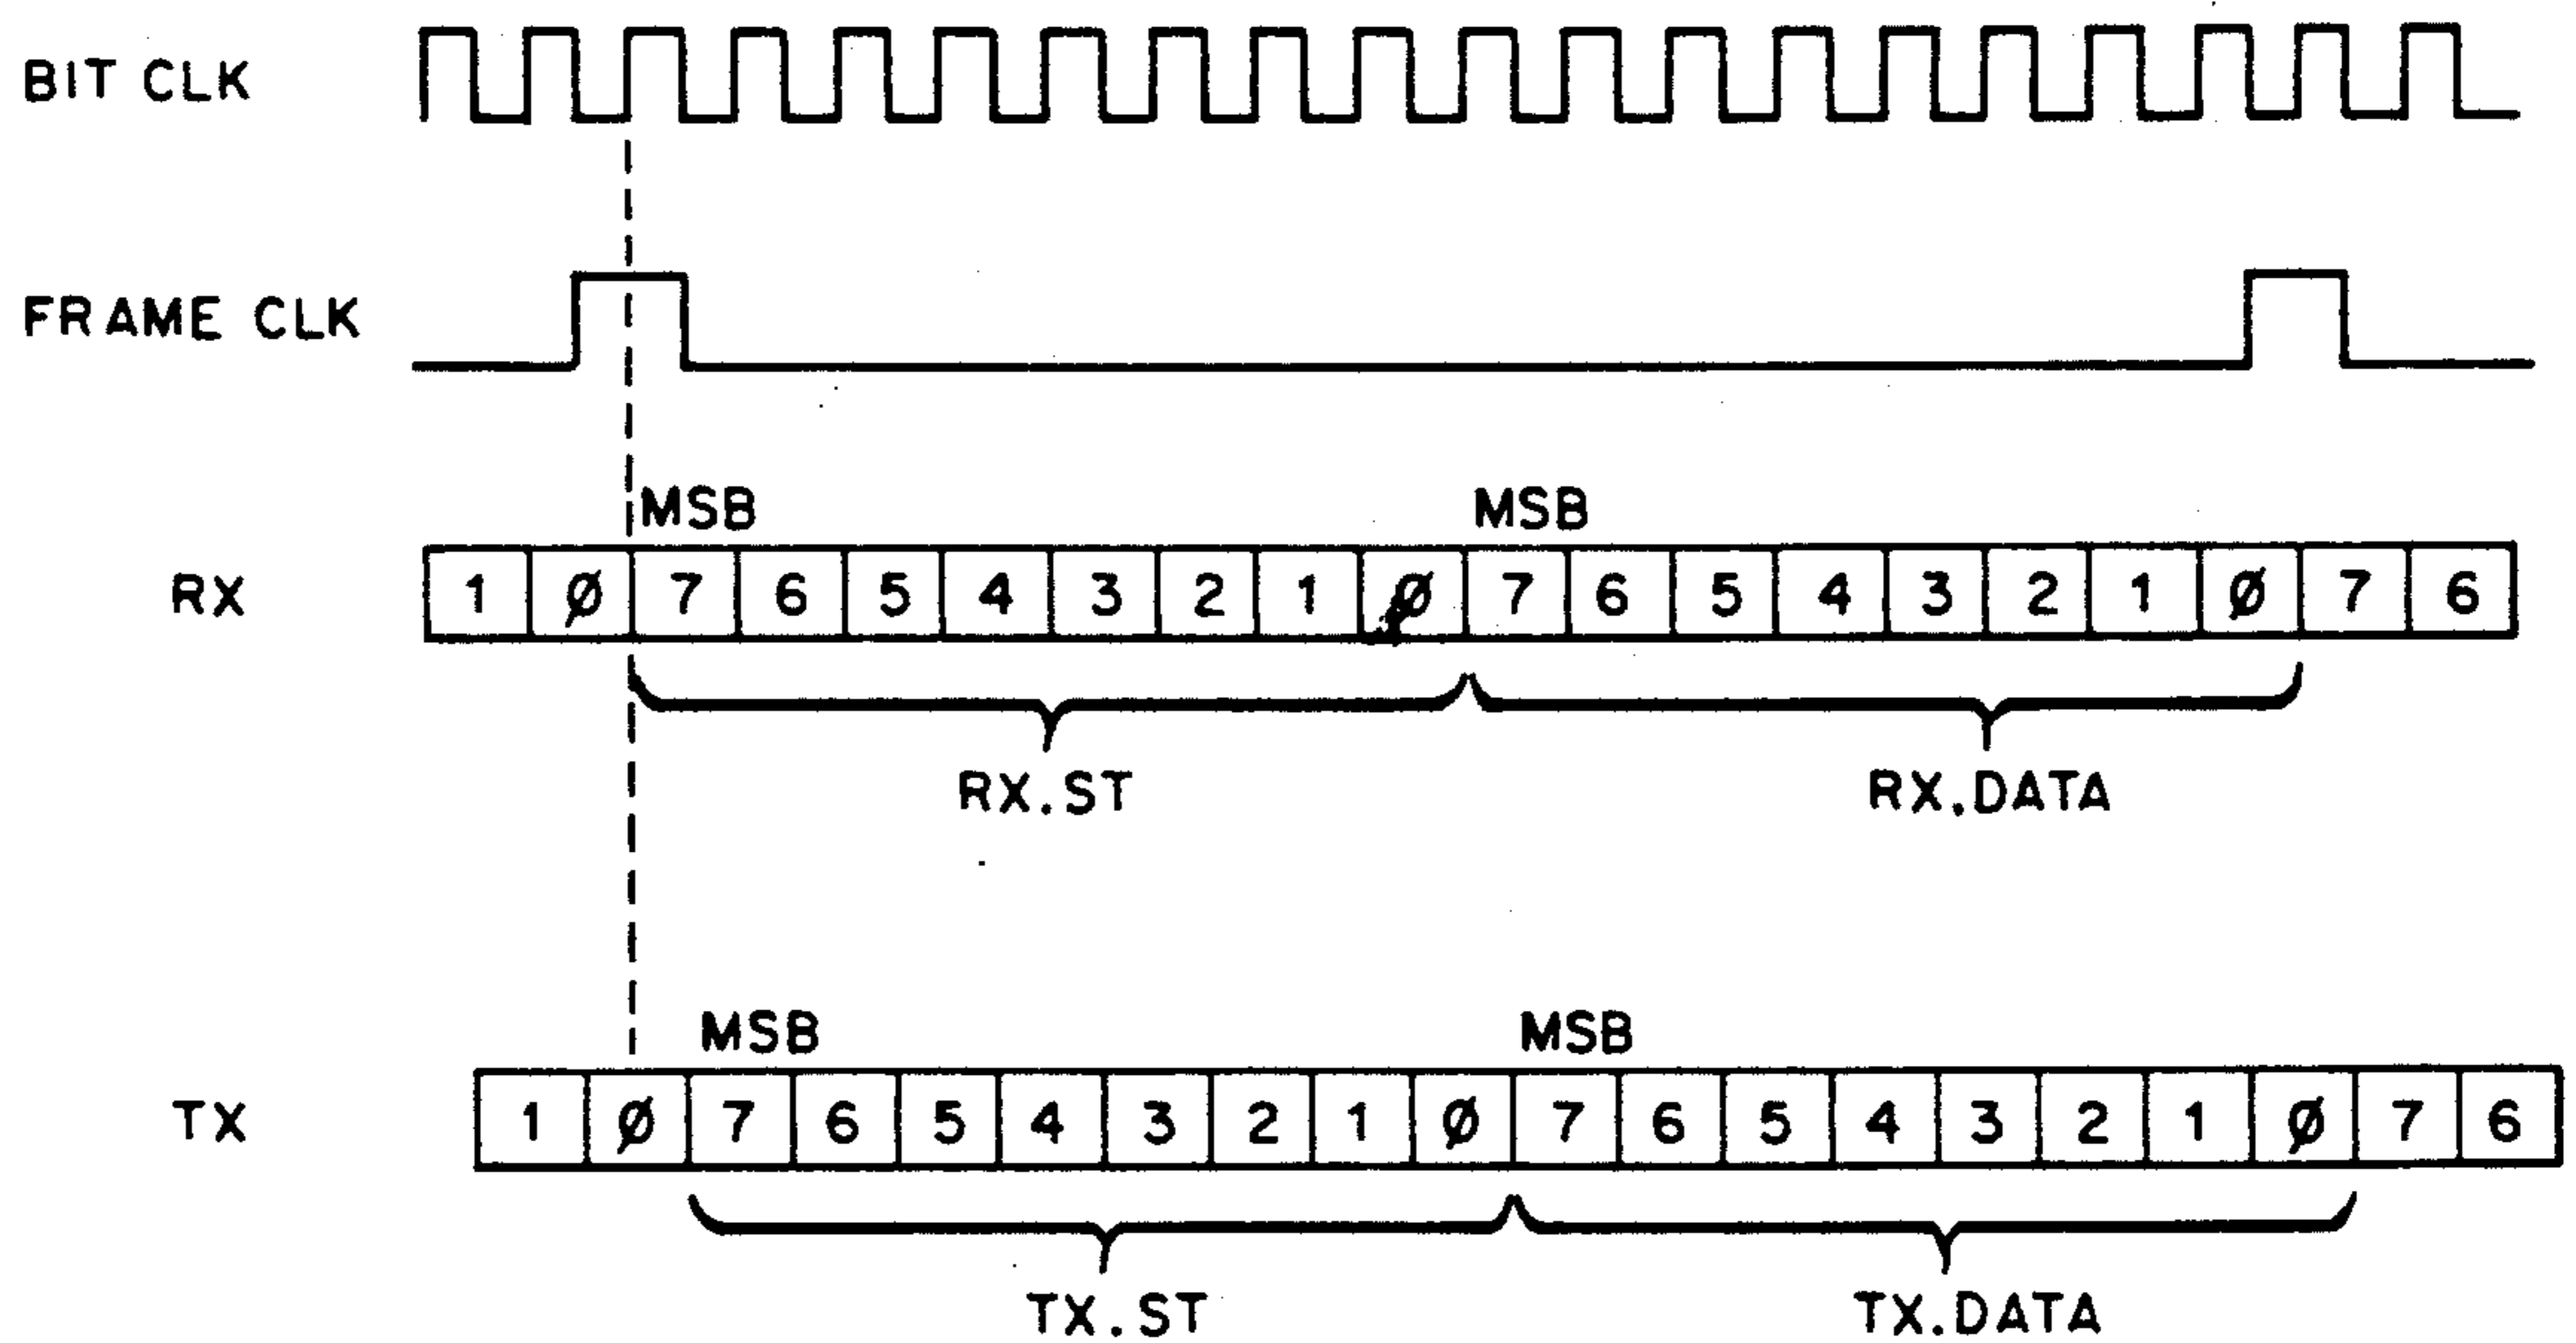 BIT CLK
FRAME CLK
MSB MSB
RX 1 Ø 7 6 5 4 3 2 1 Ø 7 6 5 4 3 2 1 Ø 7 6
RX.ST RX.DATA
MSB MSB
TX 1 Ø 7 6 5 4 3 2 1 Ø 7 6 5 4 3 2 1 Ø 7 6
TX.ST TX.DATA